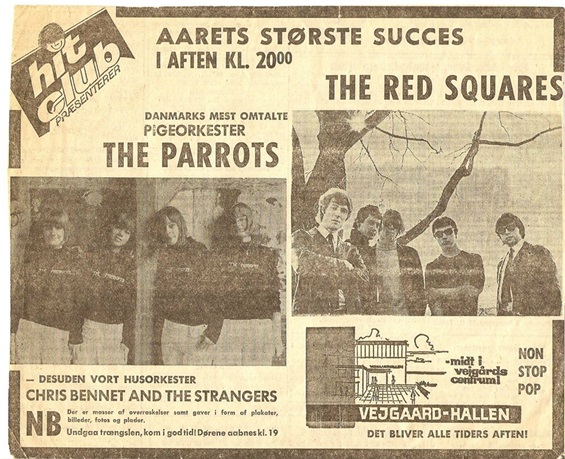 hit
Club
PRÆSENTERER
AARETS STØRSTE SUCCES
I AFTEN KL. 20⁰⁰
THE RED SQUARES
DANMARKS MEST OMTALTE
PIGEORKESTER
THE PARROTS
— DESUDEN VORT HUSORKESTER
CHRIS BENNET AND THE STRANGERS
NB
Der er masser af overraskelser samt gaver i form af plakater,
billeder, fotos og plader.
Undgaa trængslen, kom i god tid! Dørene aabnes kl. 19
-midt i
vejgårds
centrum!
VEJGAARD-HALLEN
NON
STOP
POP
DET BLIVER ALLE TIDERS AFTEN!